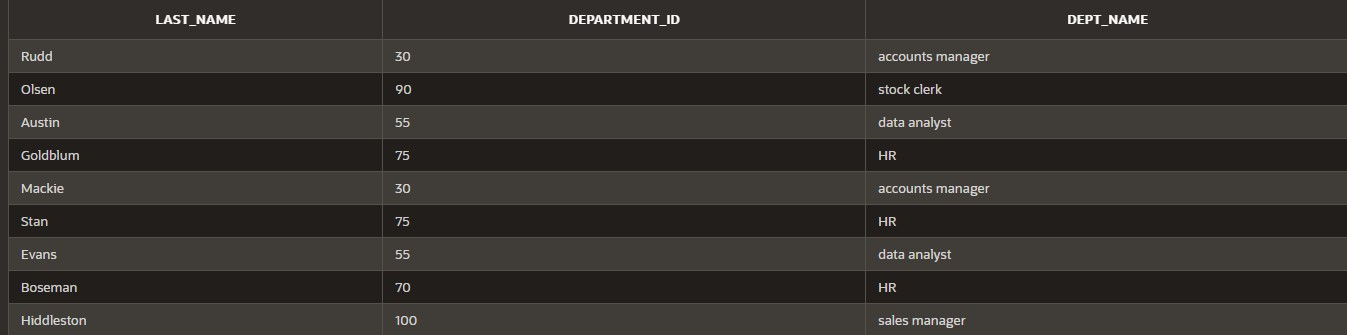 LAST_NAME DEPARTMENT_ID DEPT_NAME
Rudd 30 accounts manager
Olsen 90 stock clerk
Austin 55 data analyst
Goldblum 75 HR
Mackie 30 accounts manager
Stan 75 HR
Evans 55 data analyst
Boseman 70 HR
Hiddleston 100 sales manager